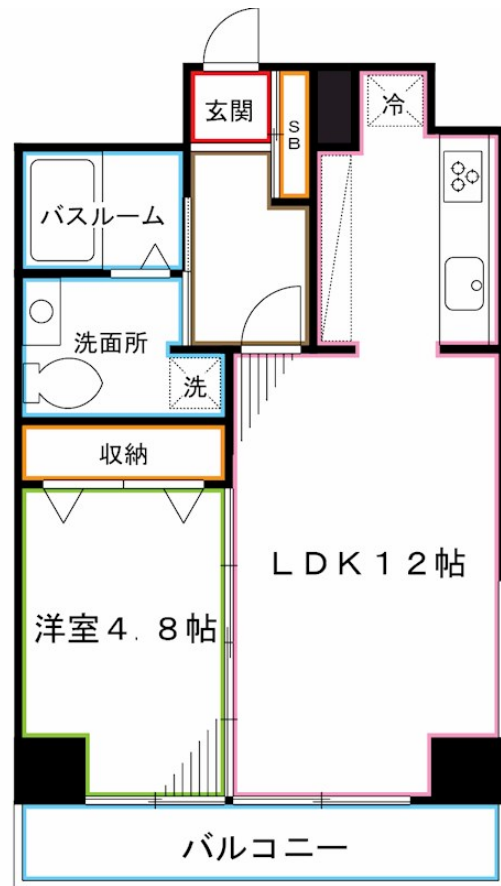 玄関
SB
冷
バスルーム
洗面所
洗
収納
LDK12帖
洋室4.8帖
バルコニー